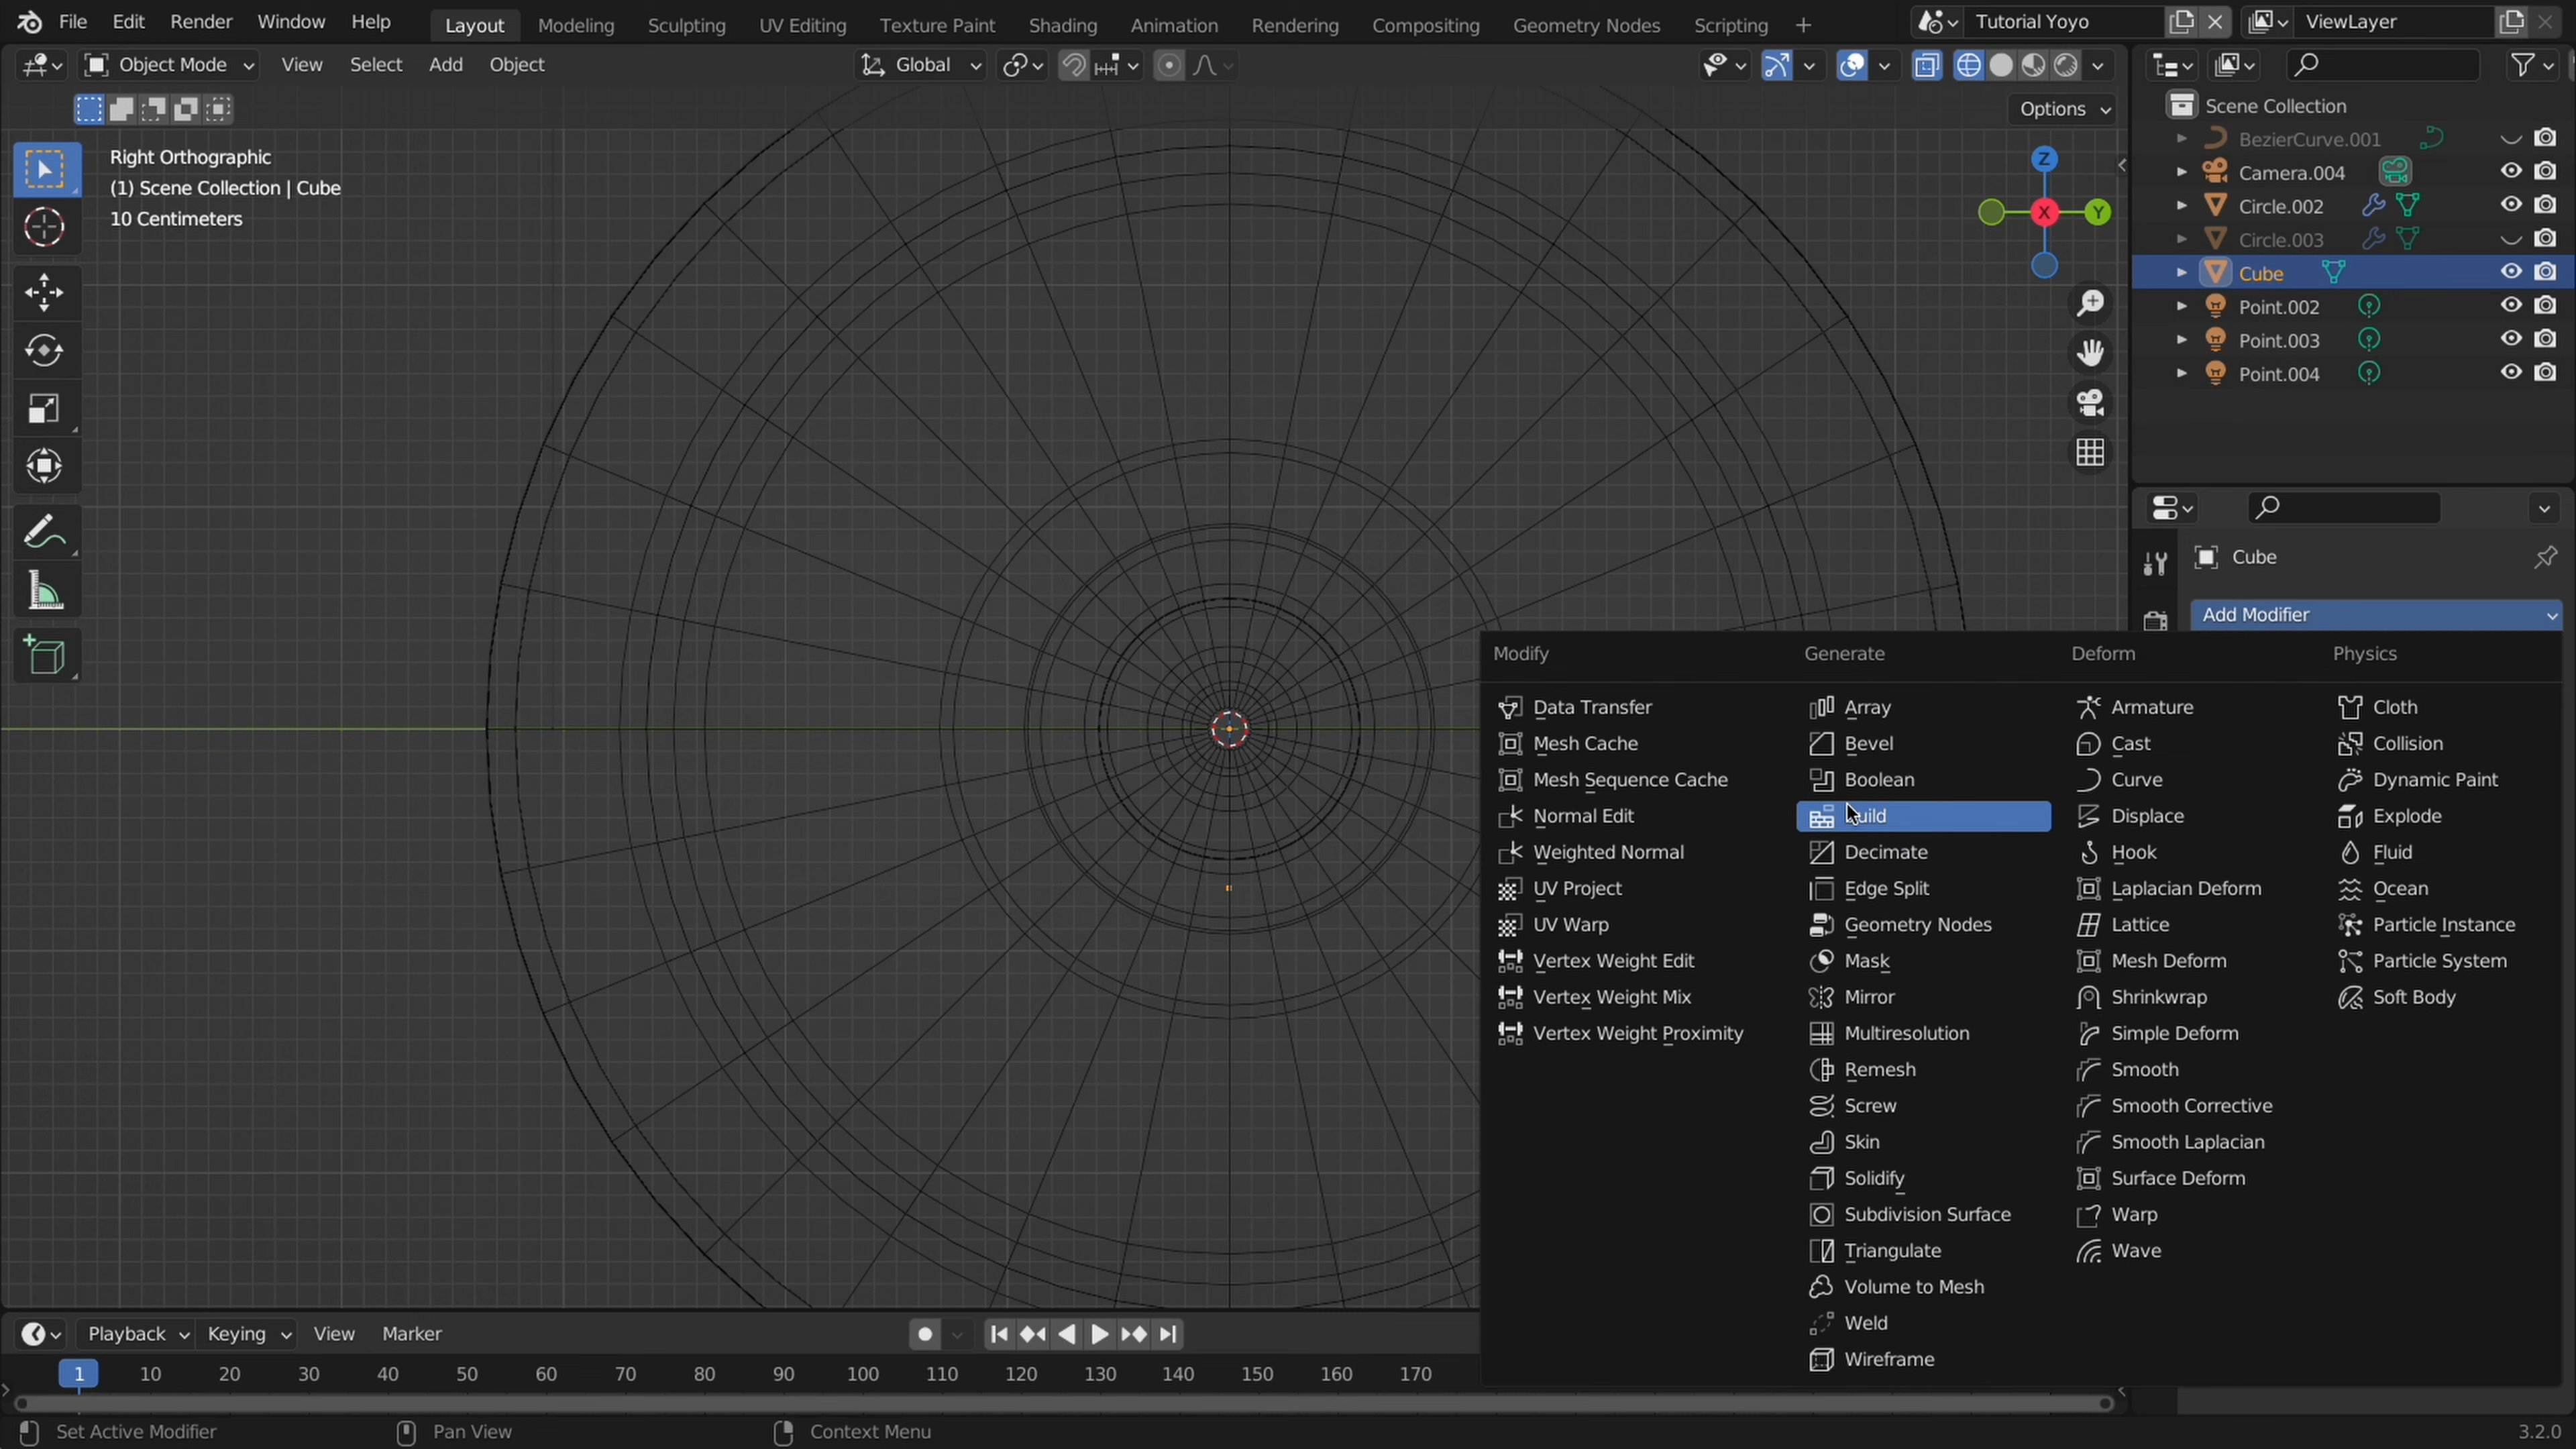 File Edit Render Window Help Layout Modeling Sculpting UV Editing Texture Paint Shading Animation Rendering Compositing Geometry Nodes Scripting Tutorial Yoyo ViewLayer
Object Mode View Select Add Object Global
Options
Right Orthographic
(1) Scene Collection | Cube
10 Centimeters
Z
X
Y
Scene Collection
BezierCurve.001
Camera.004
Circle.002
Circle.003
Cube
Point.002
Point.003
Point.004
Cube
Add Modifier
Modify Generate Deform Physics
Data Transfer Array Armature Cloth
Mesh Cache Bevel Cast Collision
Mesh Sequence Cache Boolean Curve Dynamic Paint
Normal Edit uild Displace Explode
Weighted Normal Decimate Hook Fluid
UV Project Edge Split Laplacian Deform Ocean
UV Warp Geometry Nodes Lattice Particle Instance
Vertex Weight Edit Mask Mesh Deform Particle System
Vertex Weight Mix Mirror Shrinkwrap Soft Body
Vertex Weight Proximity Multiresolution Simple Deform
Remesh Smooth
Screw Smooth Corrective
Skin Smooth Laplacian
Solidify Surface Deform
Subdivision Surface Warp
Triangulate Wave
Volume to Mesh
Weld
Wireframe
Playback Keying View Marker
1 10 20 30 40 50 60 70 80 90 100 110 120 130 140 150 160 170
Set Active Modifier Pan View Context Menu 3.2.0